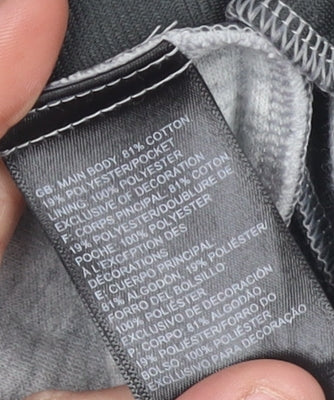 GB: MAIN BODY. 81% COTTON
19% POLYESTER/POCKET
LINING. 100% POLYESTER
EXCLUSIVE OF DECORATION
F: CORPS PINCIPAL. 81% COTON
19% POLYESTER/DOUBLURE DE
POCHE 100% POLYESTER
A L'EXCEPTION DES
DÉCORATIONS
E: CUERPO PRINCIPAL
81% ALGODÓN. 19% POLIÉSTER/
FORRO DEL BOLSILLO
100% POLIÉSTER
EXCLUSIVO DE DECORACIÓN
P/ CORPO: 81% ALGODÃO
19% POLIÉSTER/FORRO DO
BOLSO 100% POLIÉSTER
EXCLUSIVO PARA DECORAÇÃO